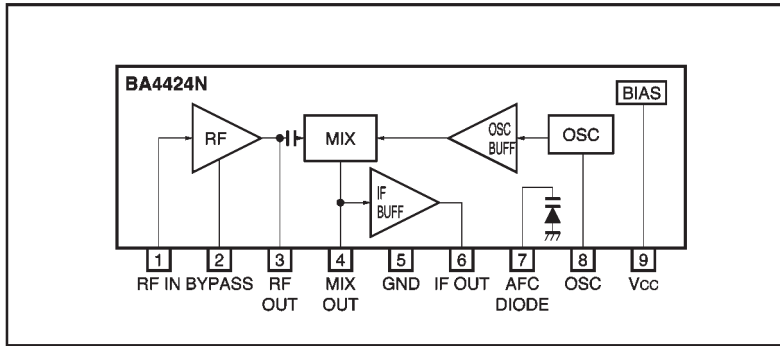 BA4424N
BIAS
RF
MIX
OSC
BUFF
OSC
IF
BUFF
1 2 3 4 5 6 7 8 9
RF IN BYPASS RF MIX GND IF OUT AFC OSC VCC
OUT OUT DIODE